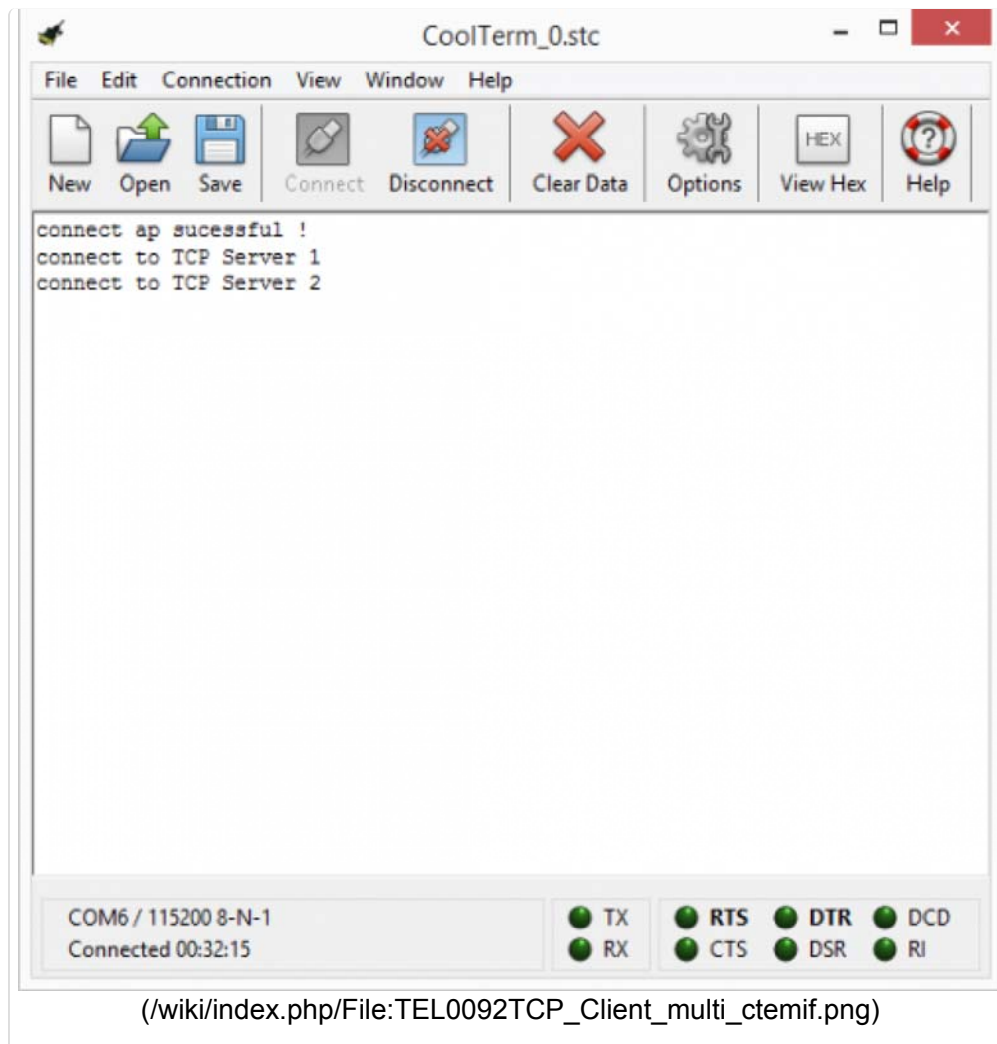 CoolTerm_0.stc
File Edit Connection View Window Help
HEX
New Open Save Connect Disconnect Clear Data Options View Hex Help
connect ap sucessful !
connect to TCP Server 1
connect to TCP Server 2
COM6 / 115200 8-N-1
Connected 00:32:15
TX RTS DTR DCD
RX CTS DSR RI
(/wiki/index.php/File:TEL0092TCP_Client_multi_ctemif.png)